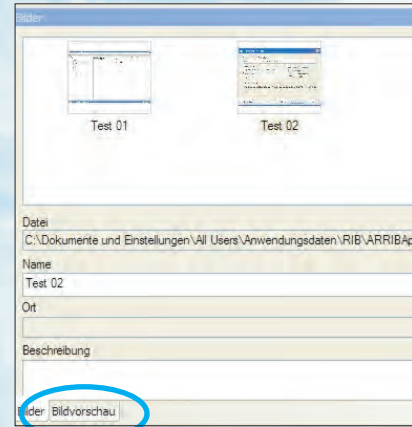 Bilder
Test 01 Test 02
Datei
C:\Dokumente und Einstellungen\All Users\Anwendungsdaten\RIB\ARRIBAp
Name
Test 02
Ort
Beschreibung
Bilder Bildvorschau